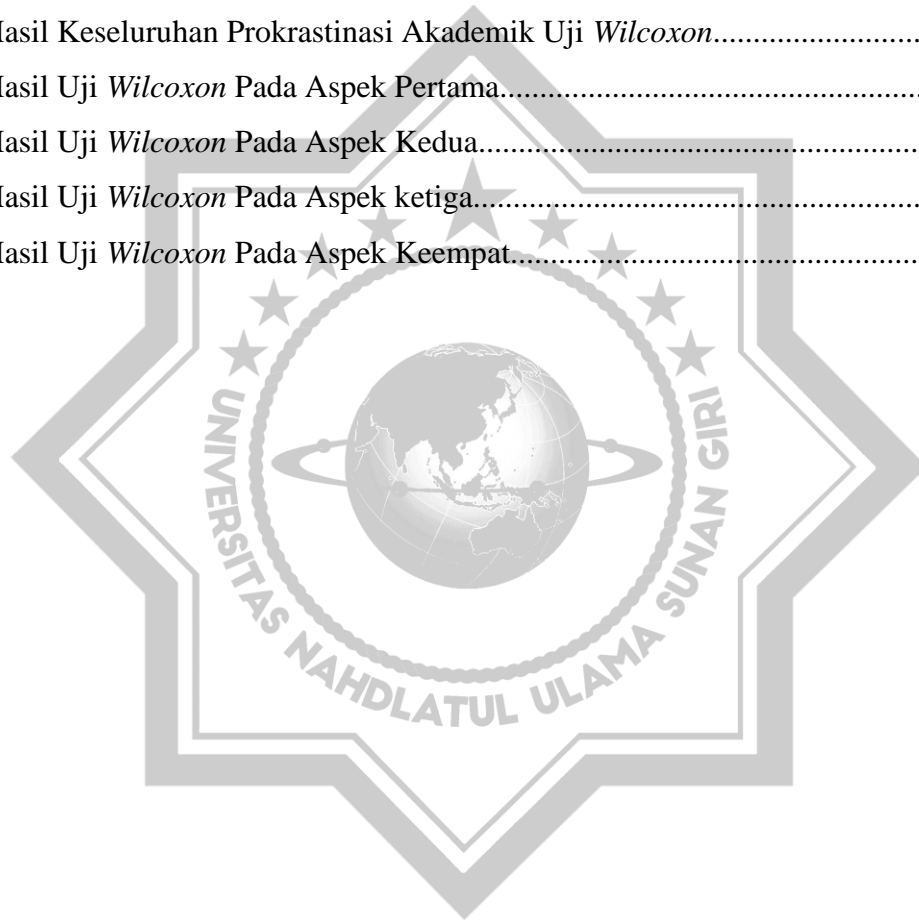 Hasil Keseluruhan Prokrastinasi Akademik Uji Wilcoxon............................
Hasil Uji Wilcoxon Pada Aspek Pertama.........................................................
Hasil Uji Wilcoxon Pada Aspek Kedua...........................................................
Hasil Uji Wilcoxon Pada Aspek ketiga............................................................
Hasil Uji Wilcoxon Pada Aspek Keempat.......................................................
UNIVERSITAS NAHDLATUL ULAMA SUNAN GIRI